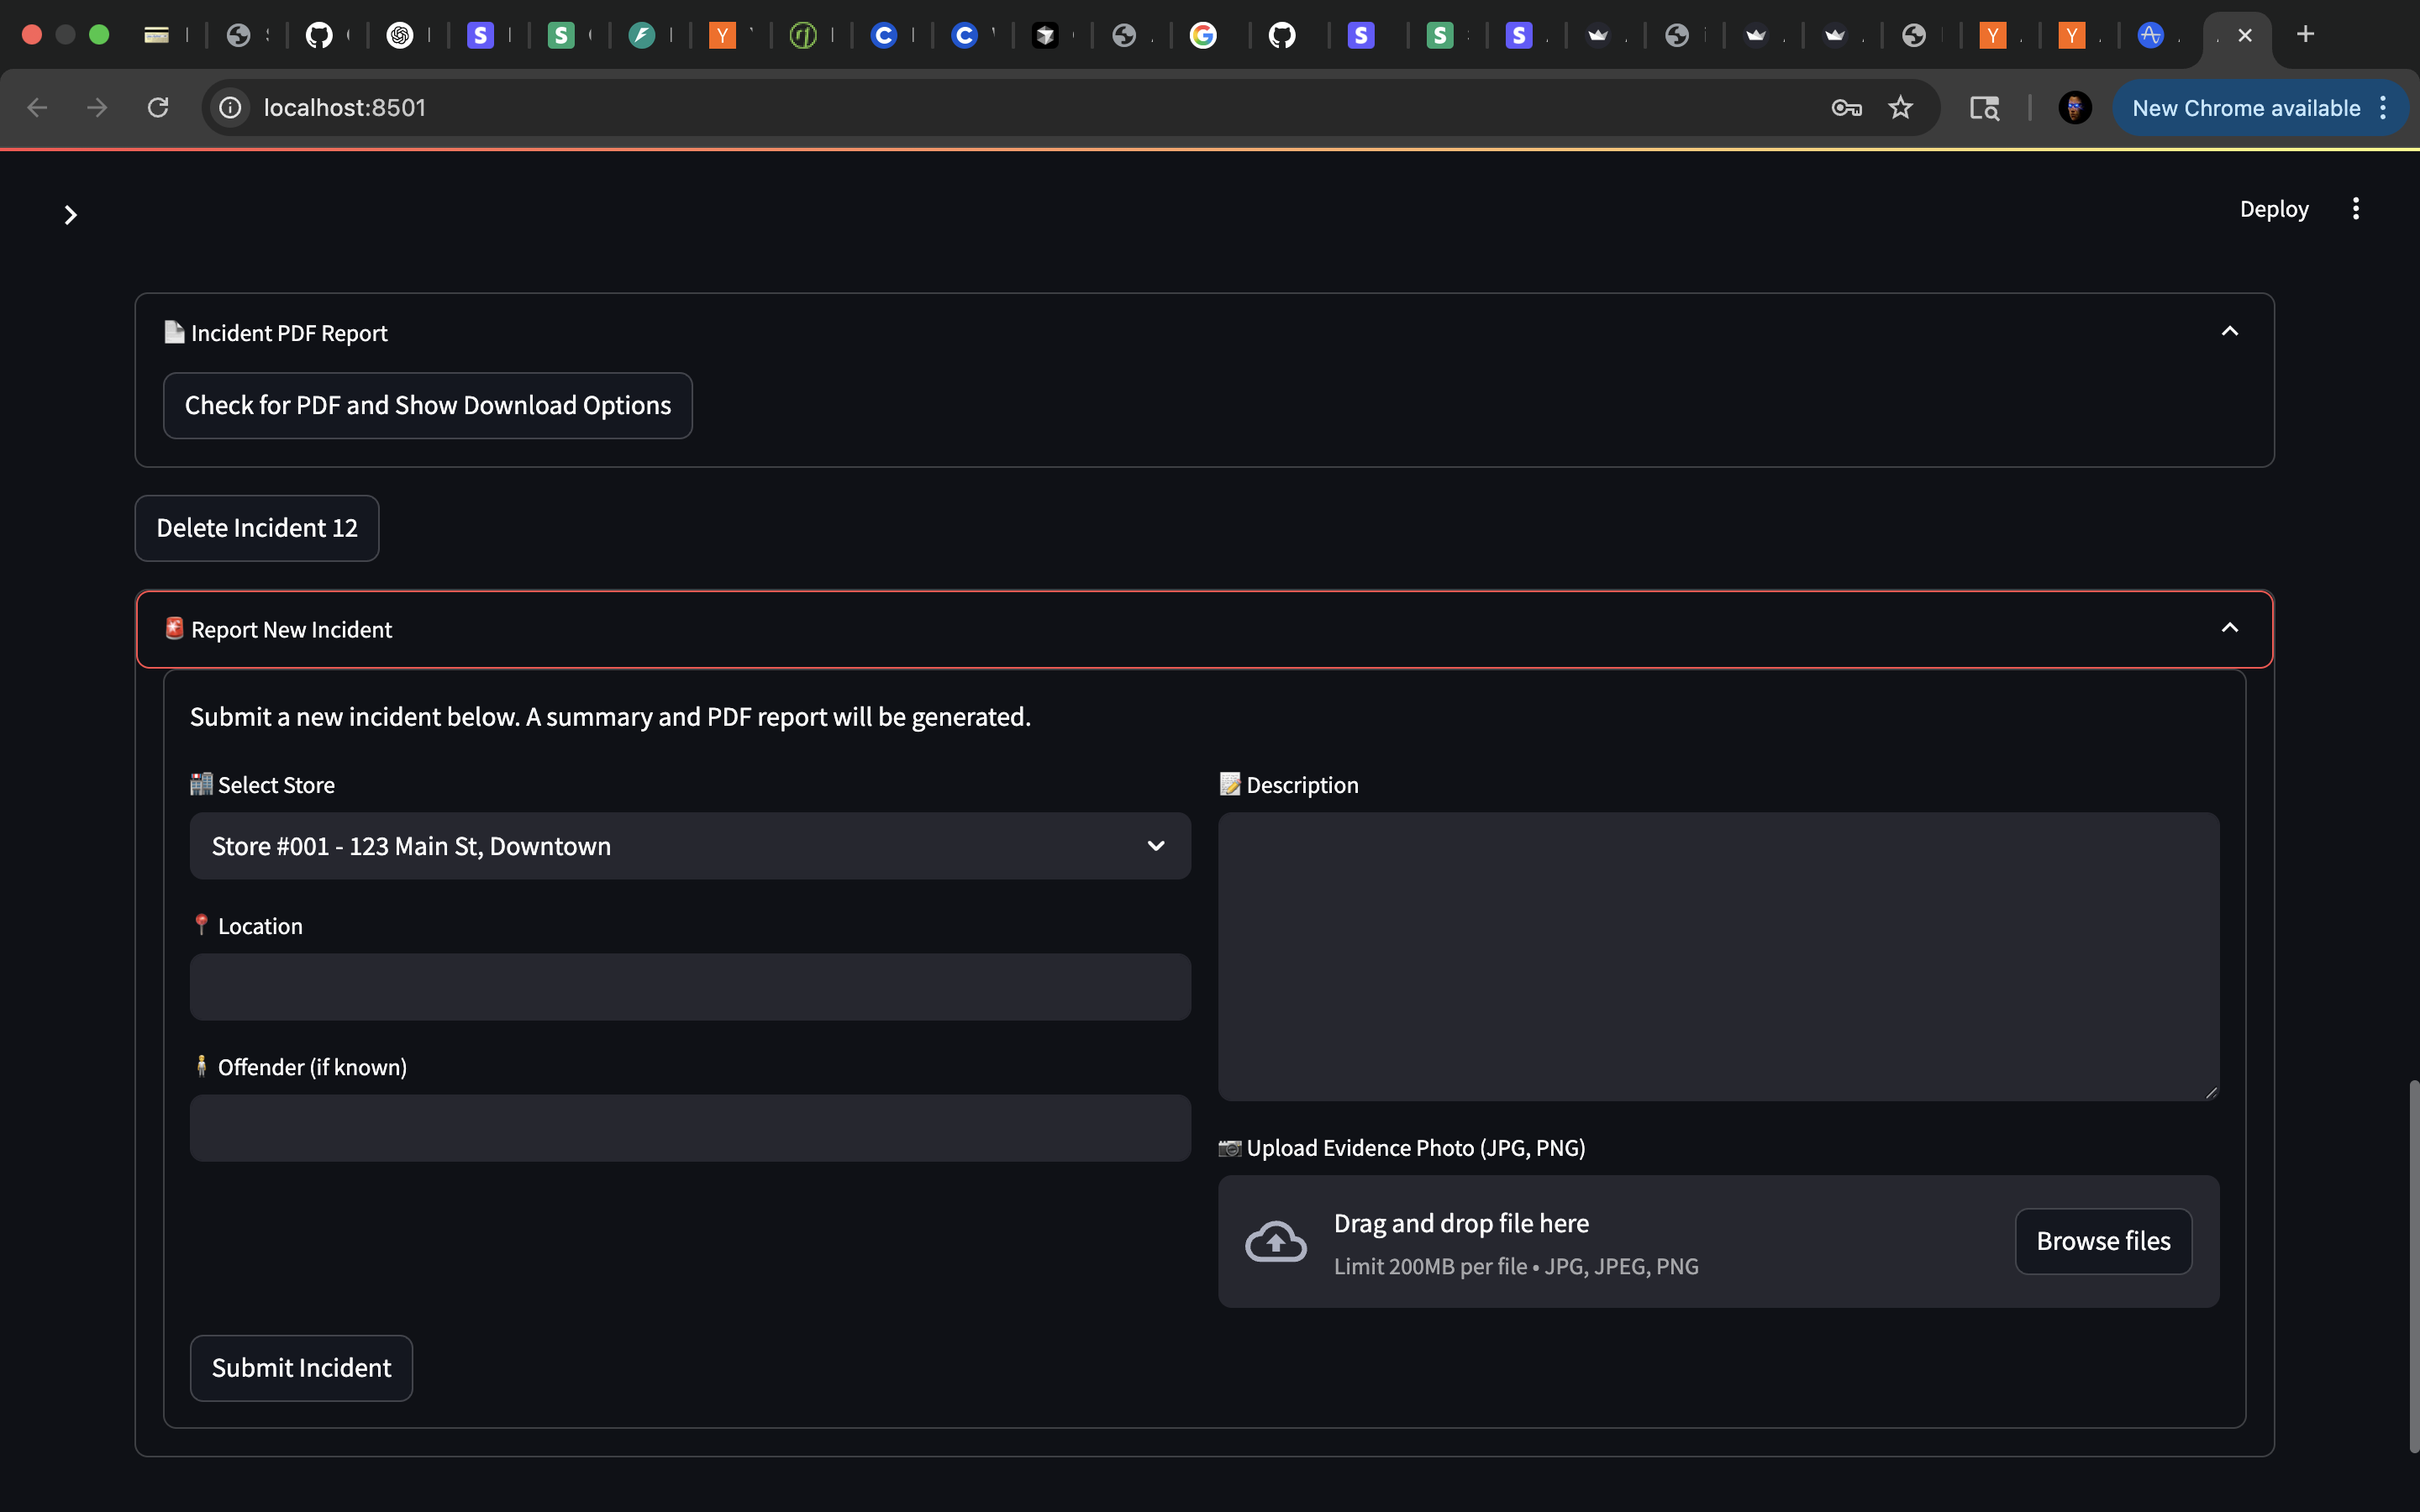 localhost:8501
New Chrome available
Deploy
Incident PDF Report
Check for PDF and Show Download Options
Delete Incident 12
Report New Incident
Submit a new incident below. A summary and PDF report will be generated.
Select Store
Store #001 - 123 Main St, Downtown
Location
Offender (if known)
Description
Upload Evidence Photo (JPG, PNG)
Drag and drop file here
Limit 200MB per file • JPG, JPEG, PNG
Browse files
Submit Incident